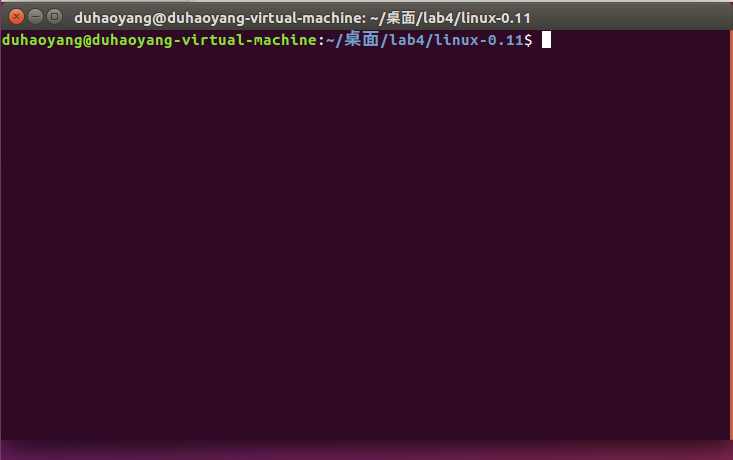 duhaoyang@duhaoyang-virtual-machine: ~/桌面/lab4/linux-0.11
duhaoyang@duhaoyang-virtual-machine:~/桌面/lab4/linux-0.11$